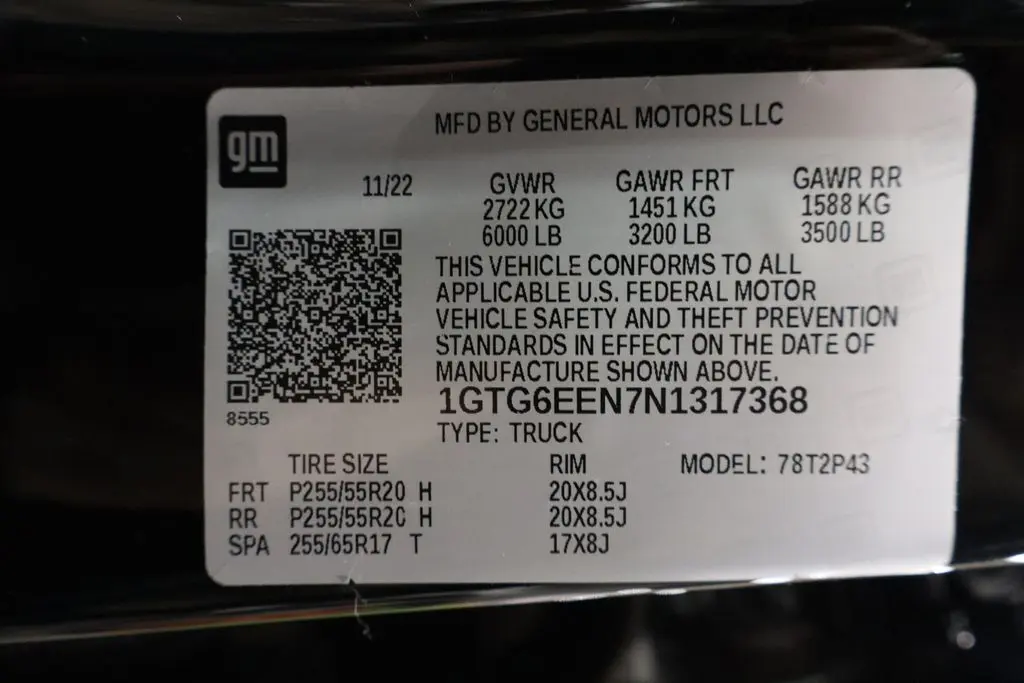 gm
MFD BY GENERAL MOTORS LLC
11/22 GVWR GAWR FRT GAWR RR
2722 KG 1451 KG 1588 KG
6000 LB 3200 LB 3500 LB
THIS VEHICLE CONFORMS TO ALL
APPLICABLE U.S. FEDERAL MOTOR
VEHICLE SAFETY AND THEFT PREVENTION
STANDARDS IN EFFECT ON THE DATE OF
MANUFACTURE SHOWN ABOVE.
1GTG6EEN7N1317368
8555
TYPE: TRUCK
TIRE SIZE RIM MODEL: 78T2P43
FRT P255/55R20 H 20X8.5J
RR P255/55R20 H 20X8.5J
SPA 255/65R17 T 17X8J